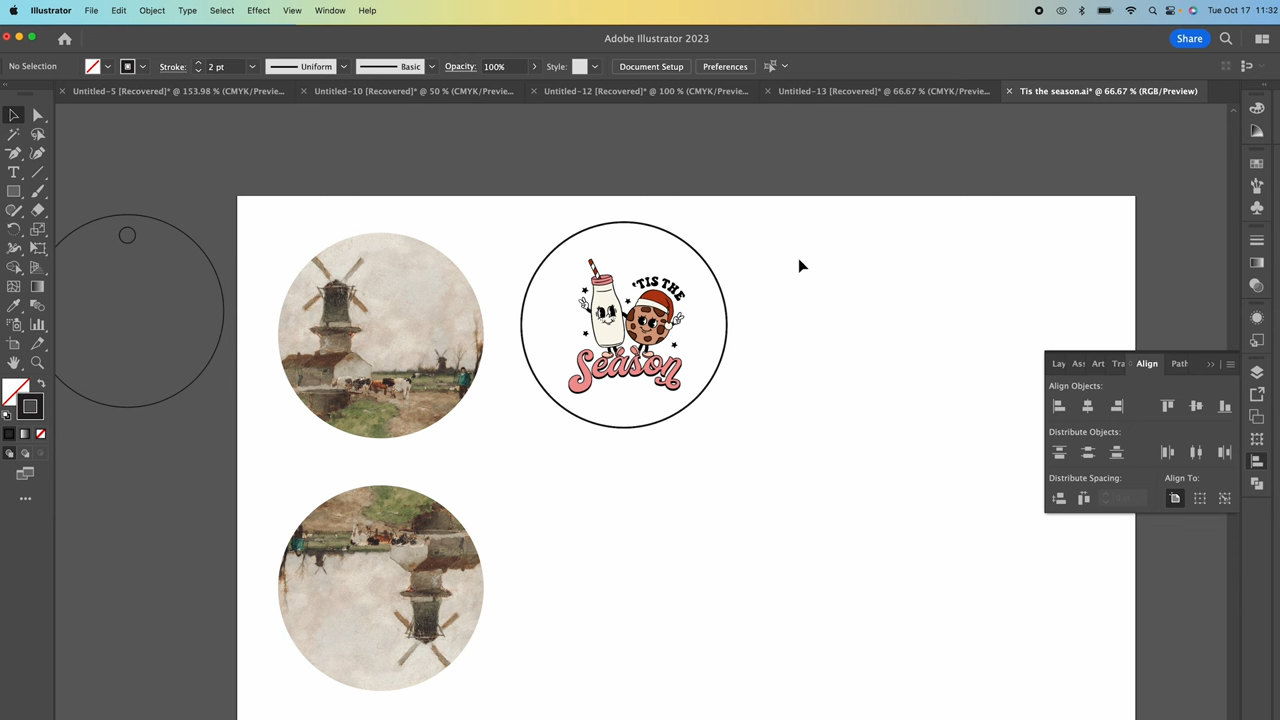 Illustrator File Edit Object Type Select Effect View Window Help Tue Oct 17 11:32
Adobe Illustrator 2023 Share
No Selection Stroke: 2 pt Uniform Basic Opacity: 100% Style: Document Setup Preferences
Untitled-5 [Recovered]* @ 153.98 % (CMYK/Previe... Untitled-10 [Recovered]* @ 50 % (CMYK/Previe... Untitled-12 [Recovered]* @ 100 % (CMYK/Previe... Untitled-13 [Recovered]* @ 66.67 % (CMYK/Previe... Tis the season.ai* @ 66.67 % (RGB/Preview)
'TIS THE
Season
Lay Ass Art Tra Align Path
Align Objects:
Distribute Objects:
Distribute Spacing: Align To: